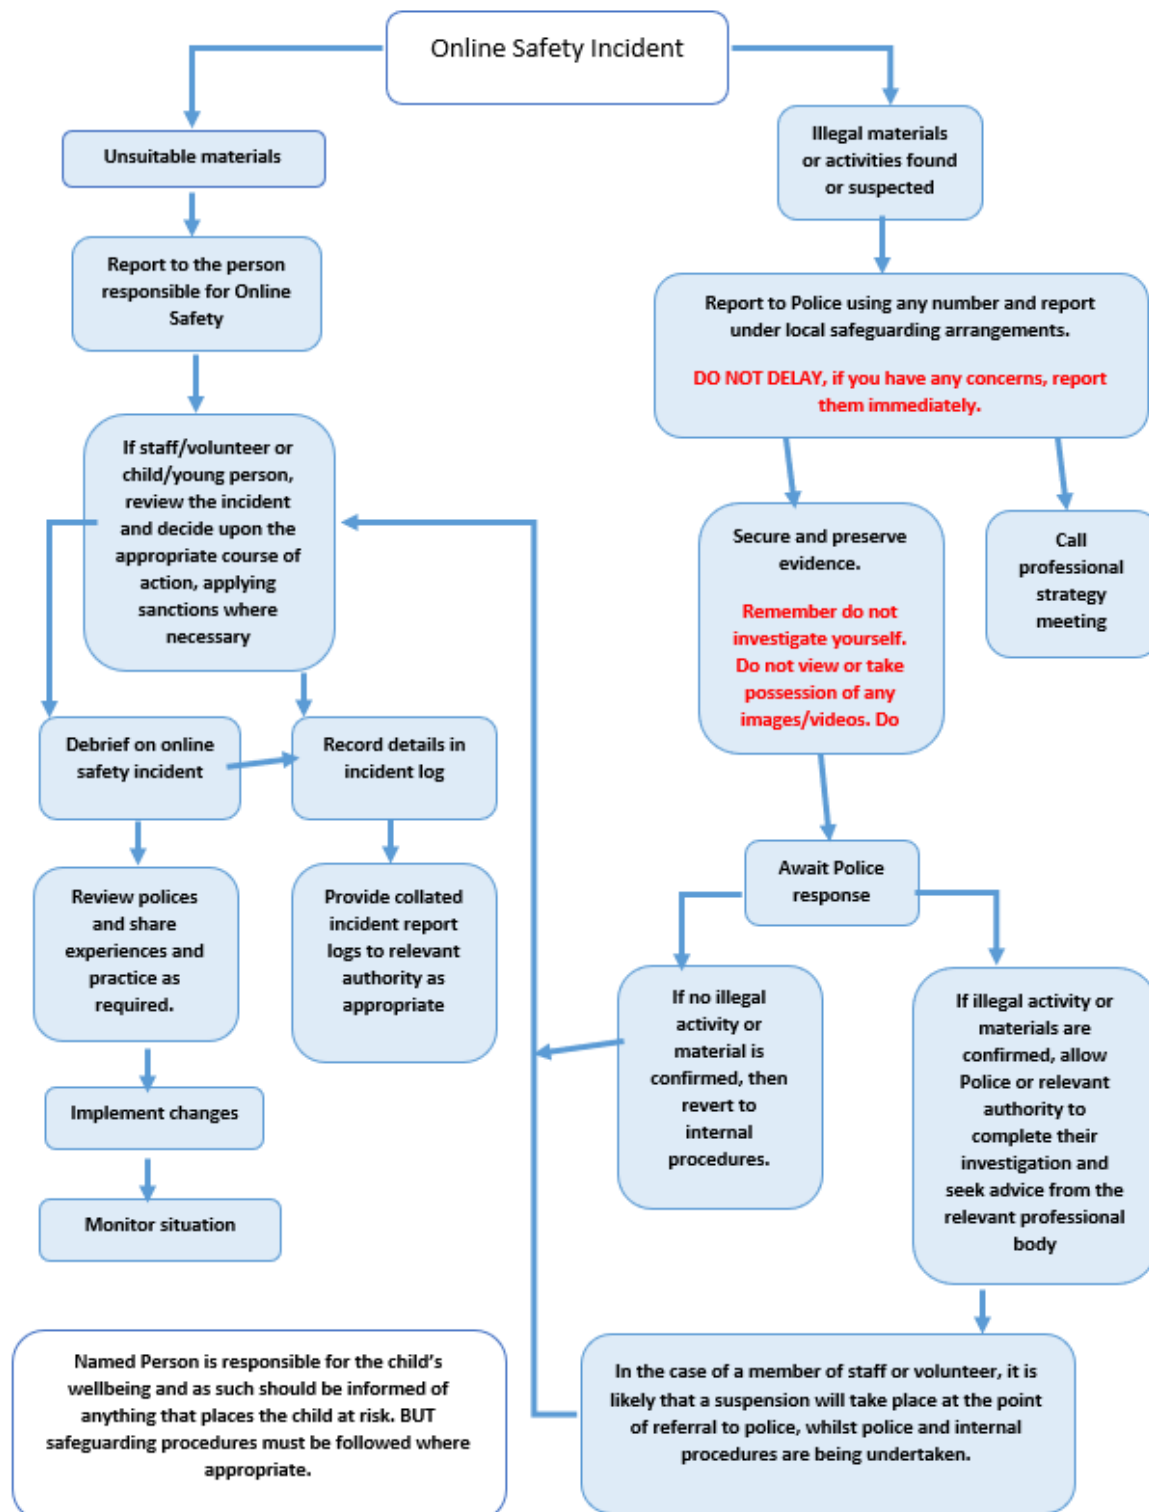 Online Safety Incident
Unsuitable materials
Illegal materials
or activities found
or suspected
Report to the person
responsible for Online
Safety
Report to Police using any number and report
under local safeguarding arrangements.
DO NOT DELAY, if you have any concerns, report
them immediately.
If staff/volunteer or
child/young person,
review the incident
and decide upon the
appropriate course of
action, applying
sanctions where
necessary
Secure and preserve
evidence.
Remember do not
investigate yourself.
Do not view or take
possession of any
images/videos. Do
Call
professional
strategy
meeting
Debrief on online
safety incident
Record details in
incident log
Review polices
and share
experiences and
practice as
required.
Provide collated
incident report
logs to relevant
authority as
appropriate
Await Police
response
If no illegal
activity or
material is
confirmed, then
revert to
internal
procedures.
If illegal activity or
materials are
confirmed, allow
Police or relevant
authority to
complete their
investigation and
seek advice from the
relevant professional
body
Implement changes
Monitor situation
Named Person is responsible for the child's
wellbeing and as such should be informed of
anything that places the child at risk. BUT
safeguarding procedures must be followed where
appropriate.
In the case of a member of staff or volunteer, it is
likely that a suspension will take place at the point
of referral to police, whilst police and internal
procedures are being undertaken.